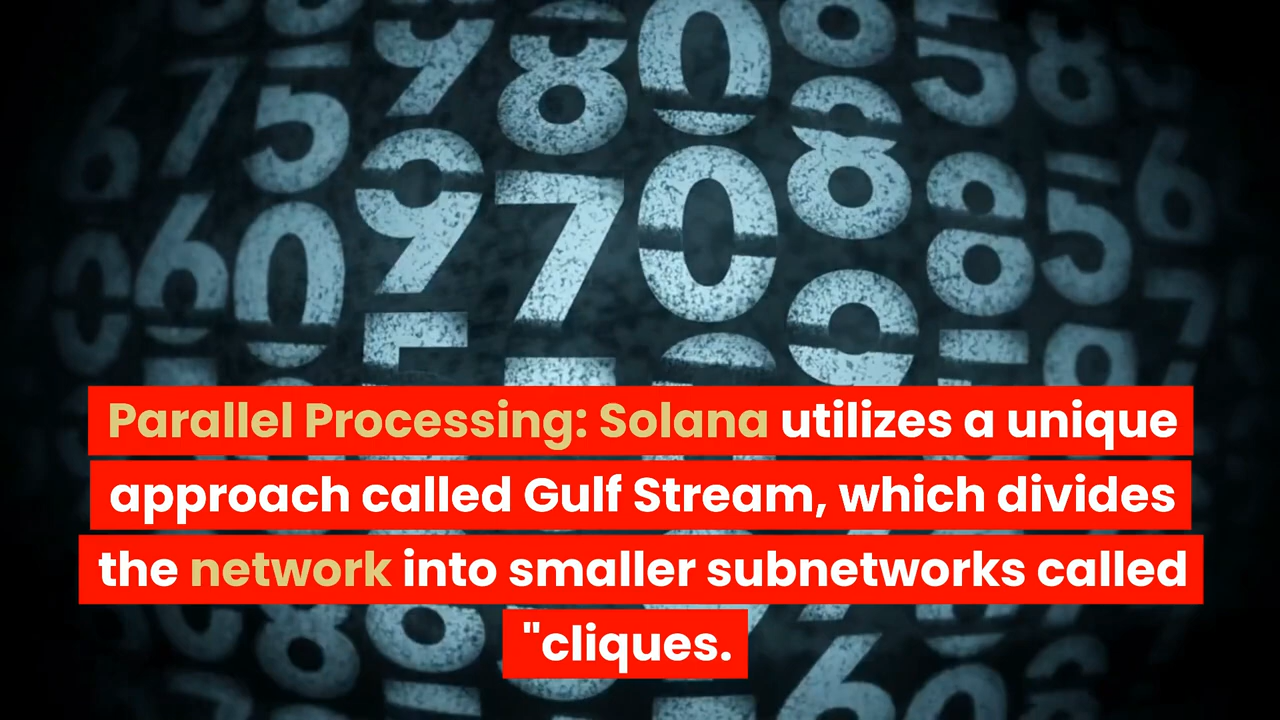 Parallel Processing: Solana utilizes a unique
approach called Gulf Stream, which divides
the network into smaller subnetworks called
"cliques.